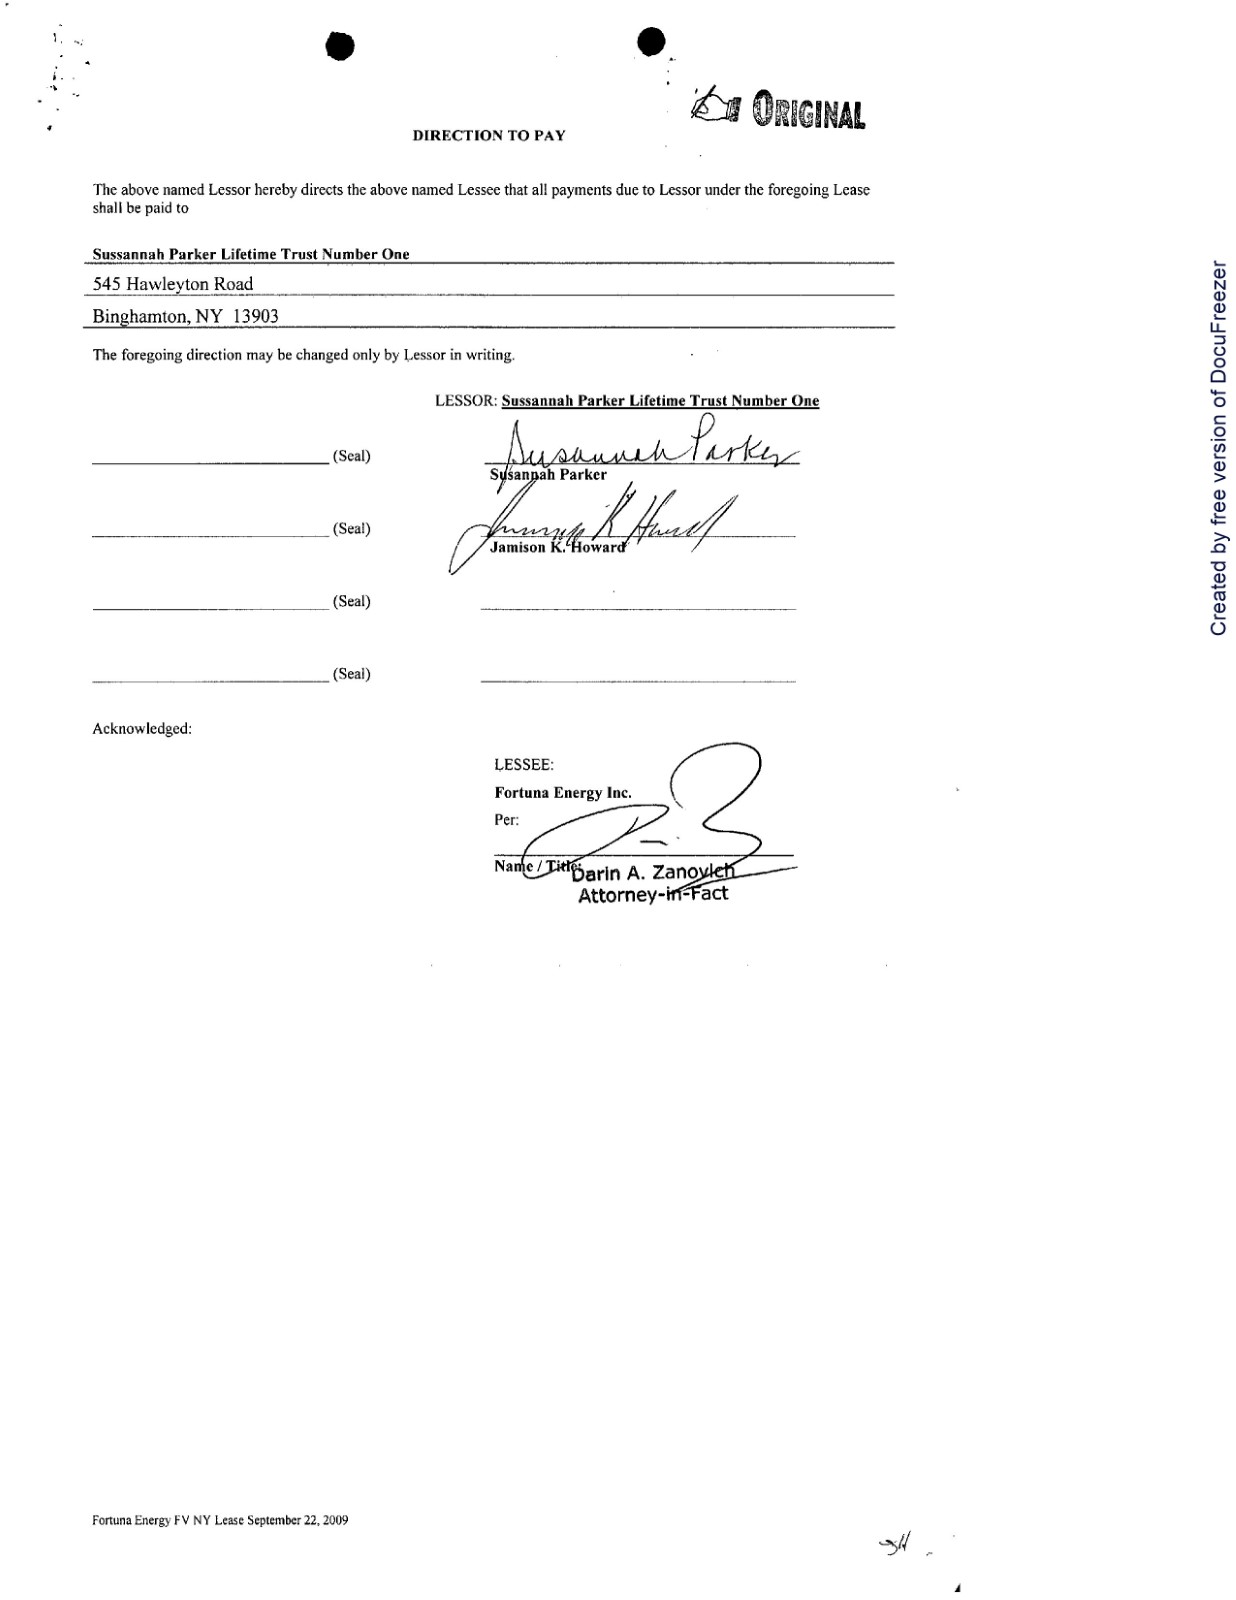 ORIGINAL
DIRECTION TO PAY
The above named Lessor hereby directs the above named Lessee that all payments due to Lessor under the foregoing Lease
shall be paid to
Sussannah Parker Lifetime Trust Number One
545 Hawleyton Road
Binghamton, NY 13903
The foregoing direction may be changed only by Lessor in writing.
LESSOR: Sussannah Parker Lifetime Trust Number One
(Seal) Susannah Parker
Susannah Parker
(Seal) Jamison K Howard
Jamison K. Howard
(Seal)
(Seal)
Acknowledged:
LESSEE:
Fortuna Energy Inc.
Per:
Name / Title:
Darin A. Zanovich
Attorney-in-Fact
Fortuna Energy FV NY Lease September 22, 2009
Created by free version of DocuFreezer